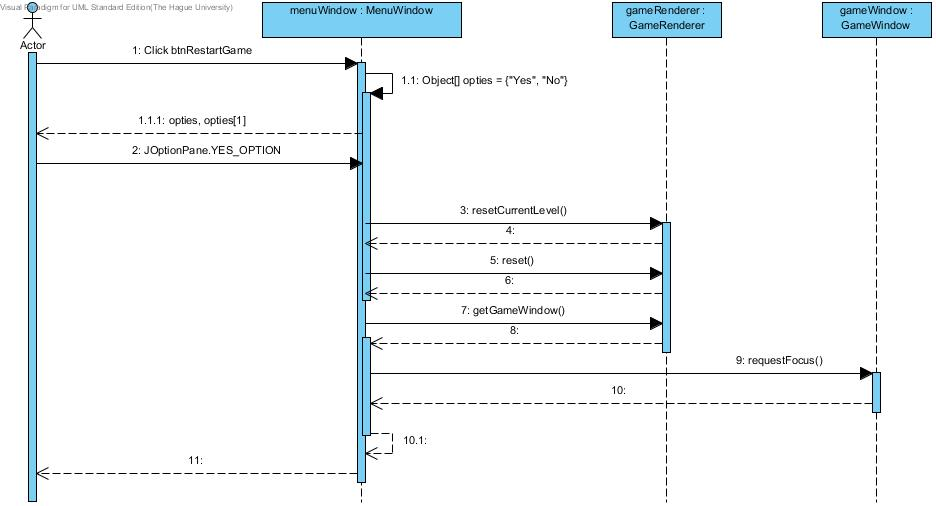 Visual Paradigm for UML Standard Edition(The Hague University)
menuWindow : MenuWindow
gameRenderer :
GameRenderer
gameWindow :
GameWindow
Actor
1: Click btnRestartGame
1.1: Object[] opties = {"Yes", "No"}
1.1.1: opties, opties[1]
2: JOptionPane.YES_OPTION
3: resetCurrentLevel()
4:
5: reset()
6:
7: getGameWindow()
8:
9: requestFocus()
10:
10.1:
11: